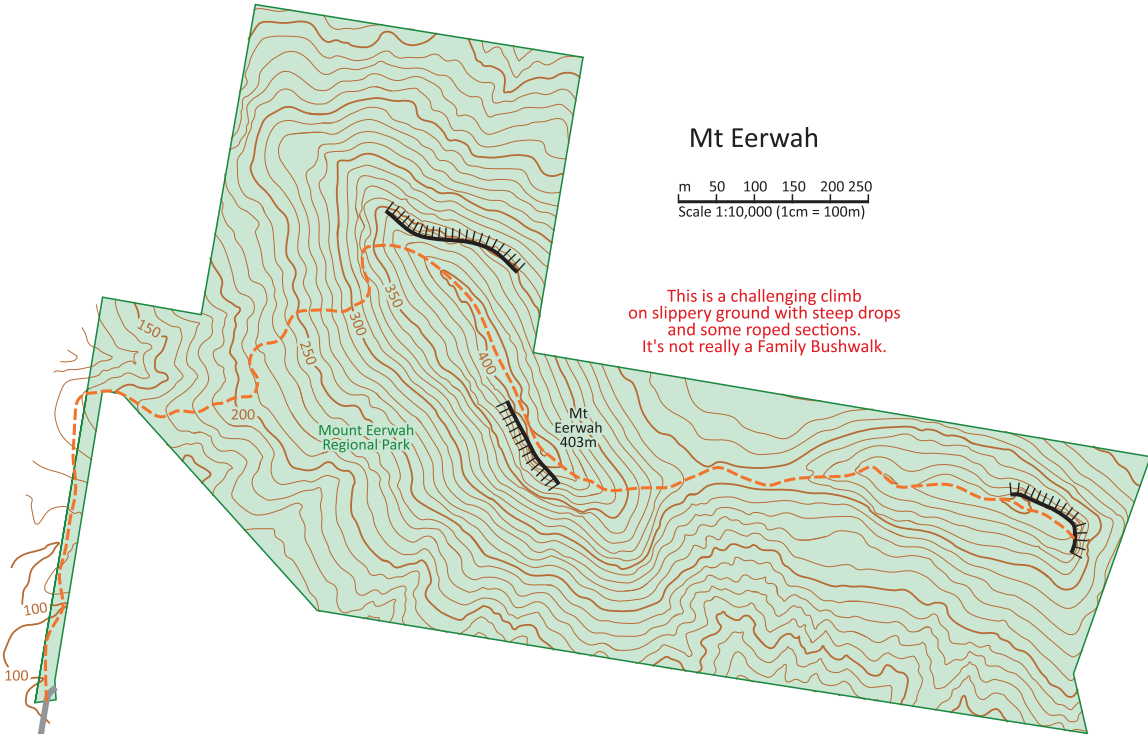 Mt Eerwah
m 50 100 150 200 250
Scale 1:10,000 (1cm = 100m)
This is a challenging climb
on slippery ground with steep drops
and some roped sections.
It's not really a Family Bushwalk.
150
350
300
250
400
200
Mt
Eerwah
403m
Mount Eerwah
Regional Park
100
100